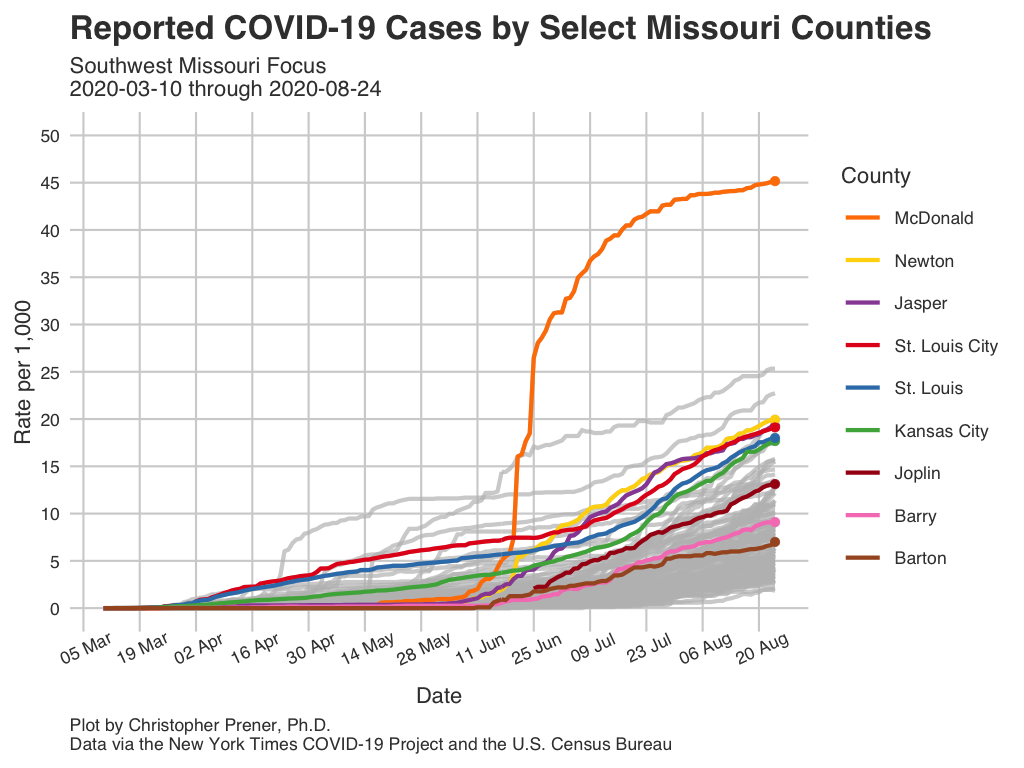 Reported COVID-19 Cases by Select Missouri Counties
Southwest Missouri Focus
2020-03-10 through 2020-08-24
Rate per 1,000
50
45
40
35
30
25
20
15
10
5
0
05 Mar
19 Mar
02 Apr
16 Apr
30 Apr
14 May
28 May
11 Jun
25 Jun
09 Jul
23 Jul
06 Aug
20 Aug
Date
County
McDonald
Newton
Jasper
St. Louis City
St. Louis
Kansas City
Joplin
Barry
Barton
Plot by Christopher Prener, Ph.D.
Data via the New York Times COVID-19 Project and the U.S. Census Bureau